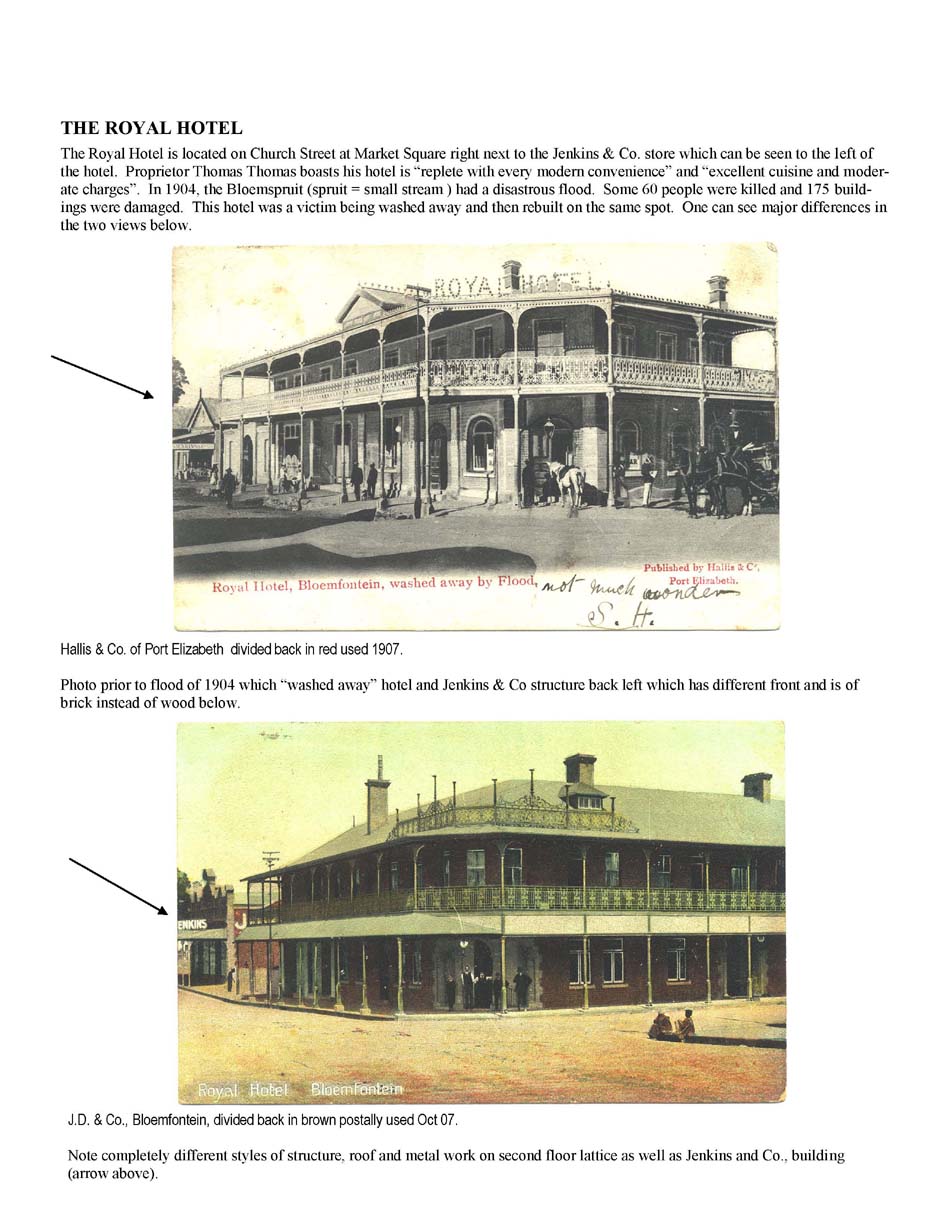 THE ROYAL HOTEL
The Royal Hotel is located on Church Street at Market Square right next to the Jenkins & Co. store which can be seen to the left of
the hotel.  Proprietor Thomas Thomas boasts his hotel is “replete with every modern convenience” and “excellent cuisine and moder-
ate charges”.  In 1904, the Bloemspruit (spruit = small stream ) had a disastrous flood.  Some 60 people were killed and 175 build-
ings were damaged.  This hotel was a victim being washed away and then rebuilt on the same spot.  One can see major differences in
the two views below.
ROYAL HOTEL
Published by Hallis & Co,
Port Elizabeth.
Royal Hotel, Bloemfontein, washed away by Flood,
not much wonder
S. H.
Hallis & Co. of Port Elizabeth  divided back in red used 1907.
Photo prior to flood of 1904 which “washed away” hotel and Jenkins & Co structure back left which has different front and is of
brick instead of wood below.
ENKINS
J
Royal Hotel Bloemfontein
J.D. & Co., Bloemfontein, divided back in brown postally used Oct 07.
Note completely different styles of structure, roof and metal work on second floor lattice as well as Jenkins and Co., building
(arrow above).